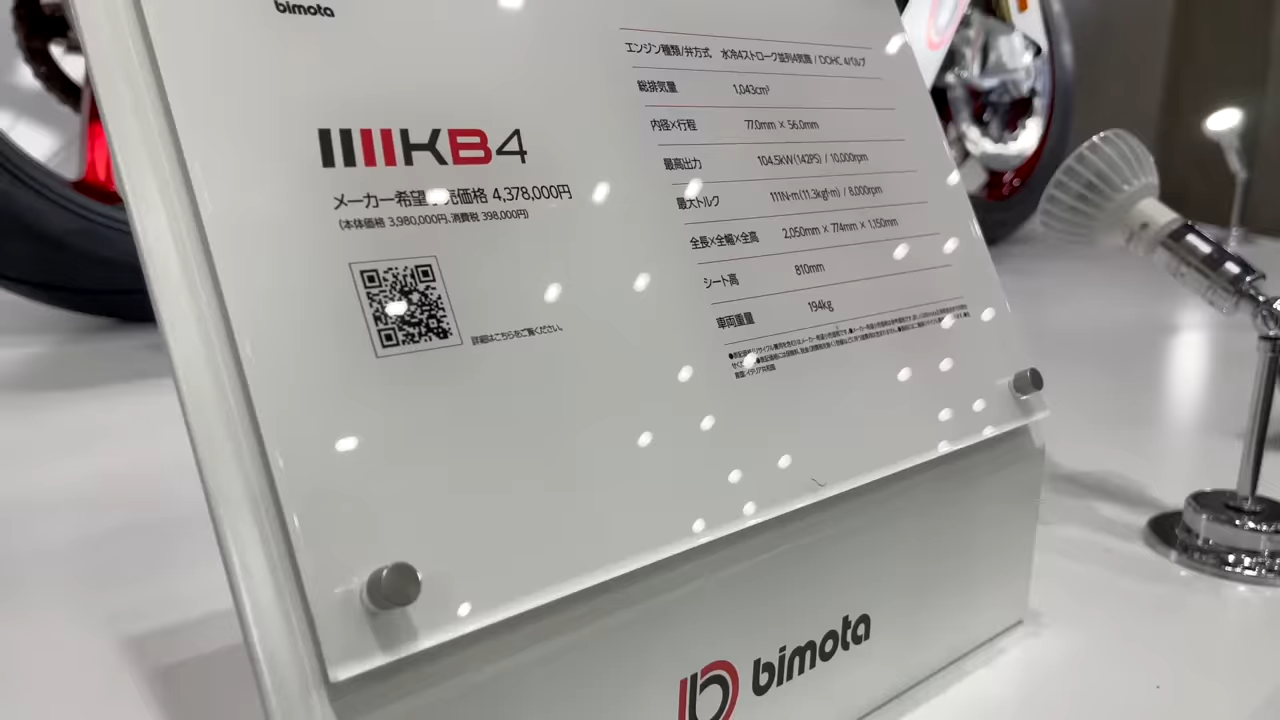 bimota
KB4
メーカー希望 売価格 4,378,000円
(本体価格 3,980,000円、消費税 398,000円)
詳細はこちらをご覧ください。
エンジン種類/弁方式 水冷4ストローク並列4気筒 / DOHC 4バルブ
総排気量 1,043cm³
内径×行程 77.0mm × 56.0mm
最高出力 104.5kW(142PS) / 10,000rpm
最大トルク 111N·m(11.3kgf·m) / 8,000rpm
全長×全幅×全高 2,050mm × 774mm × 1,150mm
シート高 810mm
車両重量 194kg
bimota